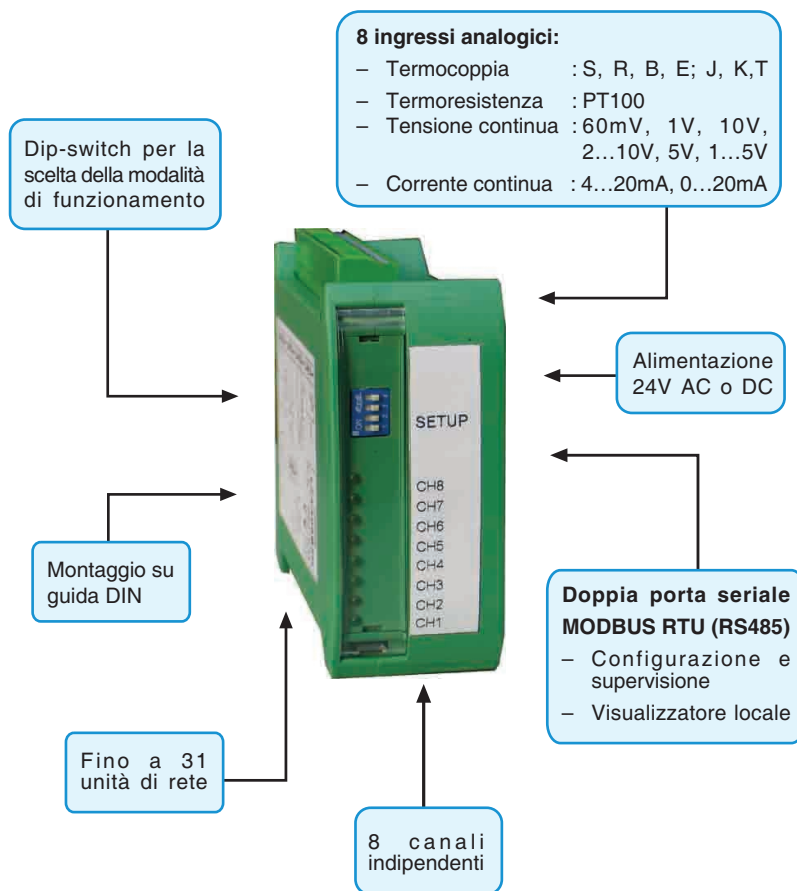 8 ingressi analogici:
– Termocoppia : S, R, B, E; J, K,T
– Termoresistenza : PT100
– Tensione continua : 60mV, 1V, 10V,
2...10V, 5V, 1...5V
– Corrente continua : 4...20mA, 0...20mA
Dip-switch per la
scelta della modalità
di funzionamento
Alimentazione
24V AC o DC
SETUP
CH8
CH7
CH6
CH5
CH4
CH3
CH2
CH1
Montaggio su
guida DIN
Doppia porta seriale
MODBUS RTU (RS485)
– Configurazione e
supervisione
– Visualizzatore locale
Fino a 31
unità di rete
8 canali
indipendenti